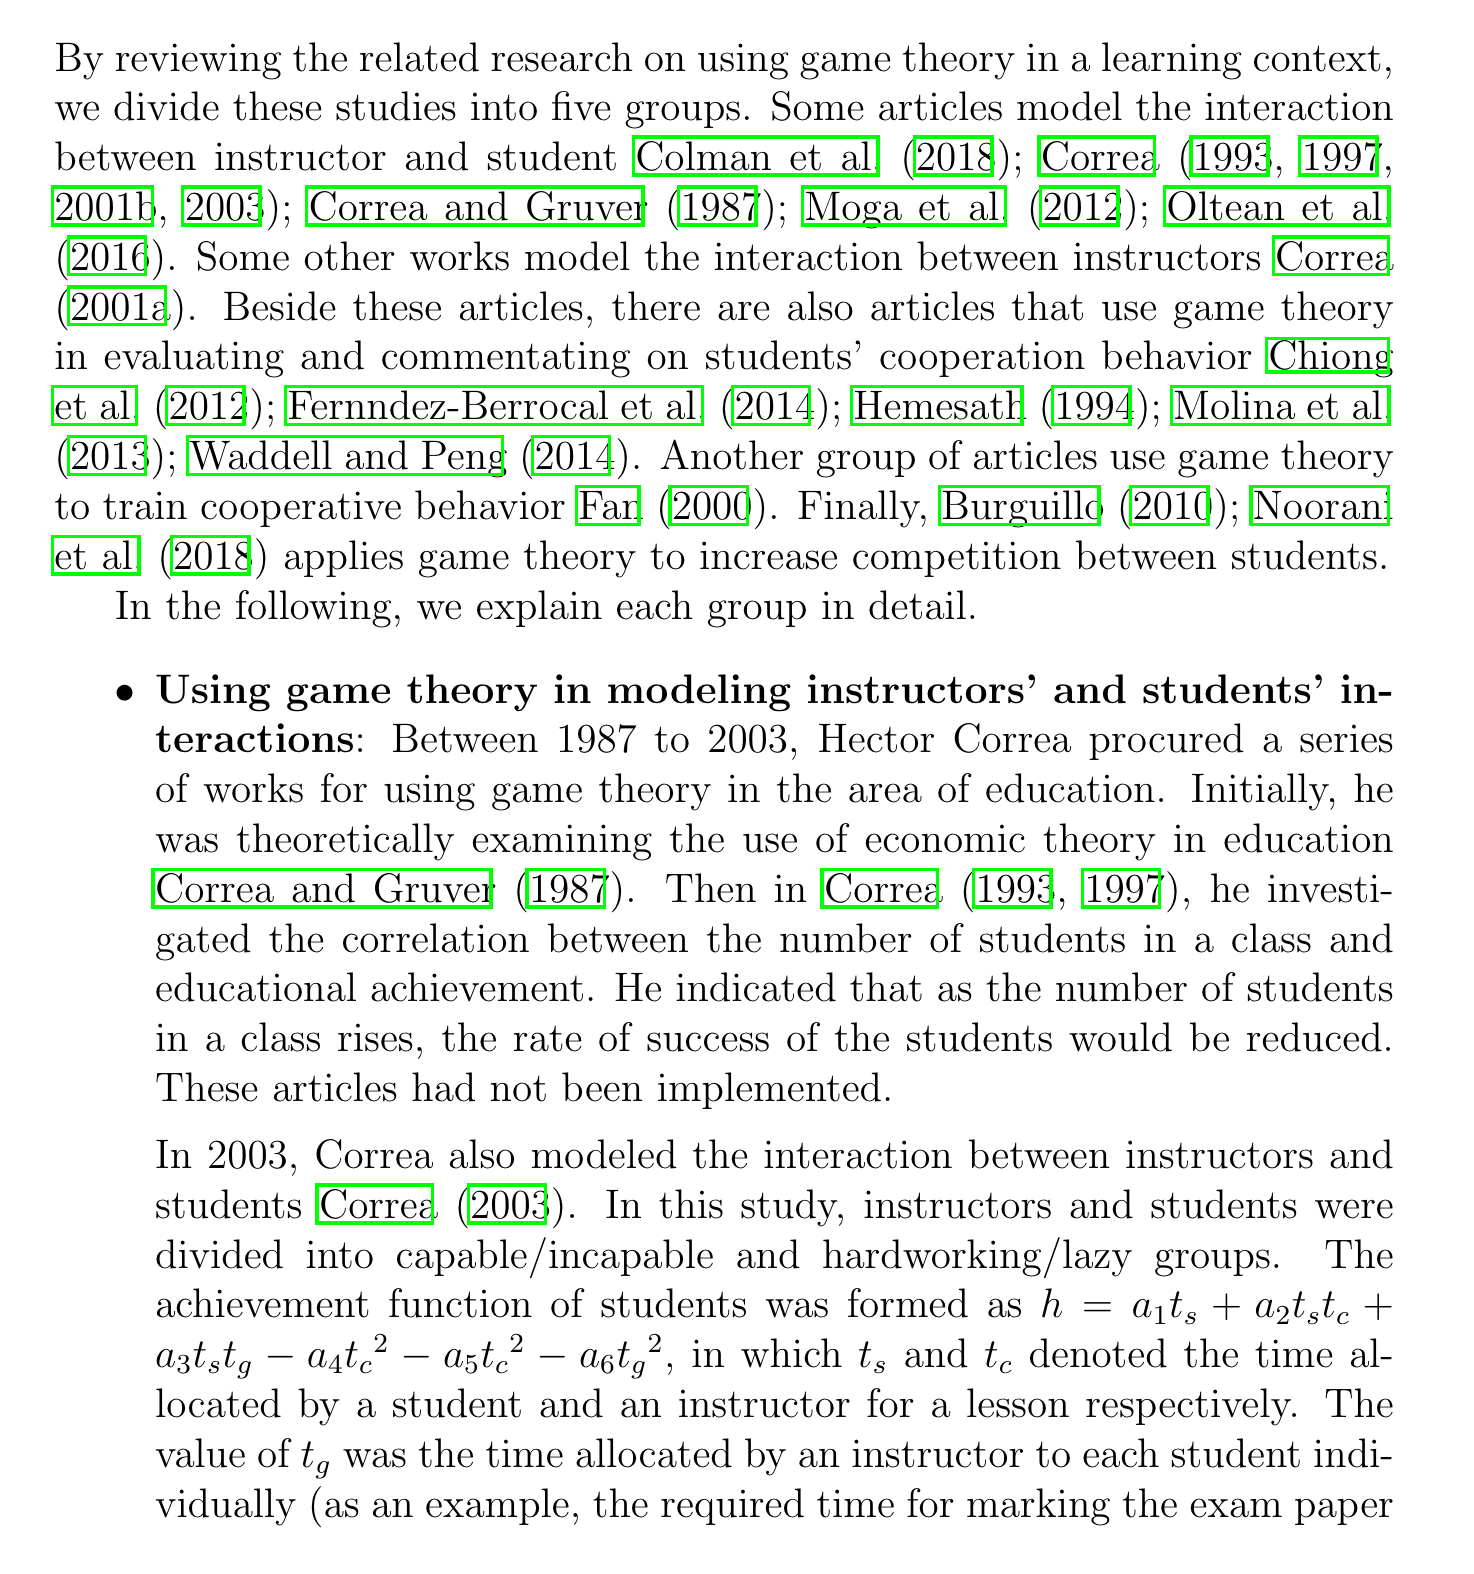 By reviewing the related research on using game theory in a learning context,
we divide these studies into five groups. Some articles model the interaction
between instructor and student Colman et al. (2018); Correa (1993, 1997,
2001b, 2003); Correa and Gruver (1987); Moga et al. (2012); Oltean et al.
(2016). Some other works model the interaction between instructors Correa
(2001a). Beside these articles, there are also articles that use game theory
in evaluating and commentating on students' cooperation behavior Chiong
et al. (2012); Fernndez-Berrocal et al. (2014); Hemesath (1994); Molina et al.
(2013); Waddell and Peng (2014). Another group of articles use game theory
to train cooperative behavior Fan (2000). Finally, Burguillo (2010); Noorani
et al. (2018) applies game theory to increase competition between students.
In the following, we explain each group in detail.
• Using game theory in modeling instructors' and students' in-
teractions: Between 1987 to 2003, Hector Correa procured a series
of works for using game theory in the area of education. Initially, he
was theoretically examining the use of economic theory in education
Correa and Gruver (1987). Then in Correa (1993, 1997), he investi-
gated the correlation between the number of students in a class and
educational achievement. He indicated that as the number of students
in a class rises, the rate of success of the students would be reduced.
These articles had not been implemented.
In 2003, Correa also modeled the interaction between instructors and
students Correa (2003). In this study, instructors and students were
divided into capable/incapable and hardworking/lazy groups. The
achievement function of students was formed as $h = a_1t_s + a_2t_st_c +$
$a_3t_st_g - a_4{t_c}^2 - a_5{t_c}^2 - a_6{t_g}^2$, in which $t_s$ and $t_c$ denoted the time al-
located by a student and an instructor for a lesson respectively. The
value of $t_g$ was the time allocated by an instructor to each student indi-
vidually (as an example, the required time for marking the exam paper